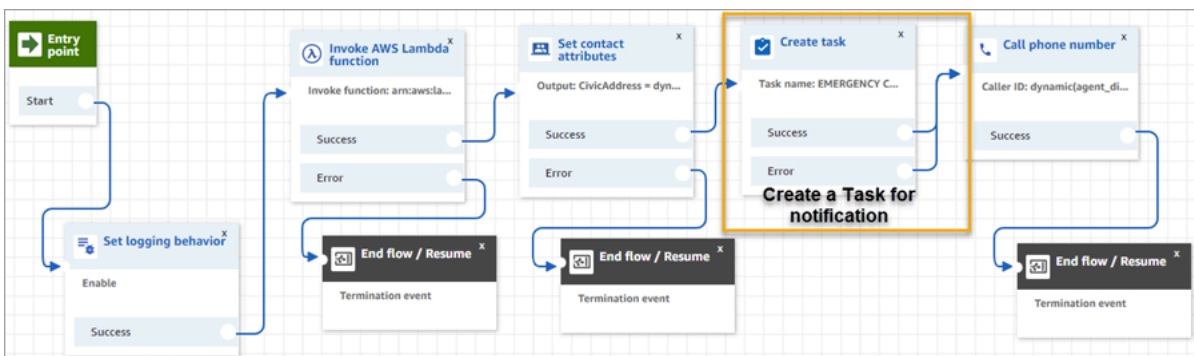 Entry
point
Start
Set logging behavior
x
Enable
Success
Invoke AWS Lambda
function
x
Invoke function: arn:aws:la...
Success
Error
End flow / Resume
x
Termination event
Set contact
attributes
x
Output: CivicAddress = dyn...
Success
Error
End flow / Resume
x
Termination event
Create task
x
Task name: EMERGENCY C...
Success
Error
Create a Task for
notification
Call phone number
x
Caller ID: dynamic(agent_di...
Success
End flow / Resume
x
Termination event